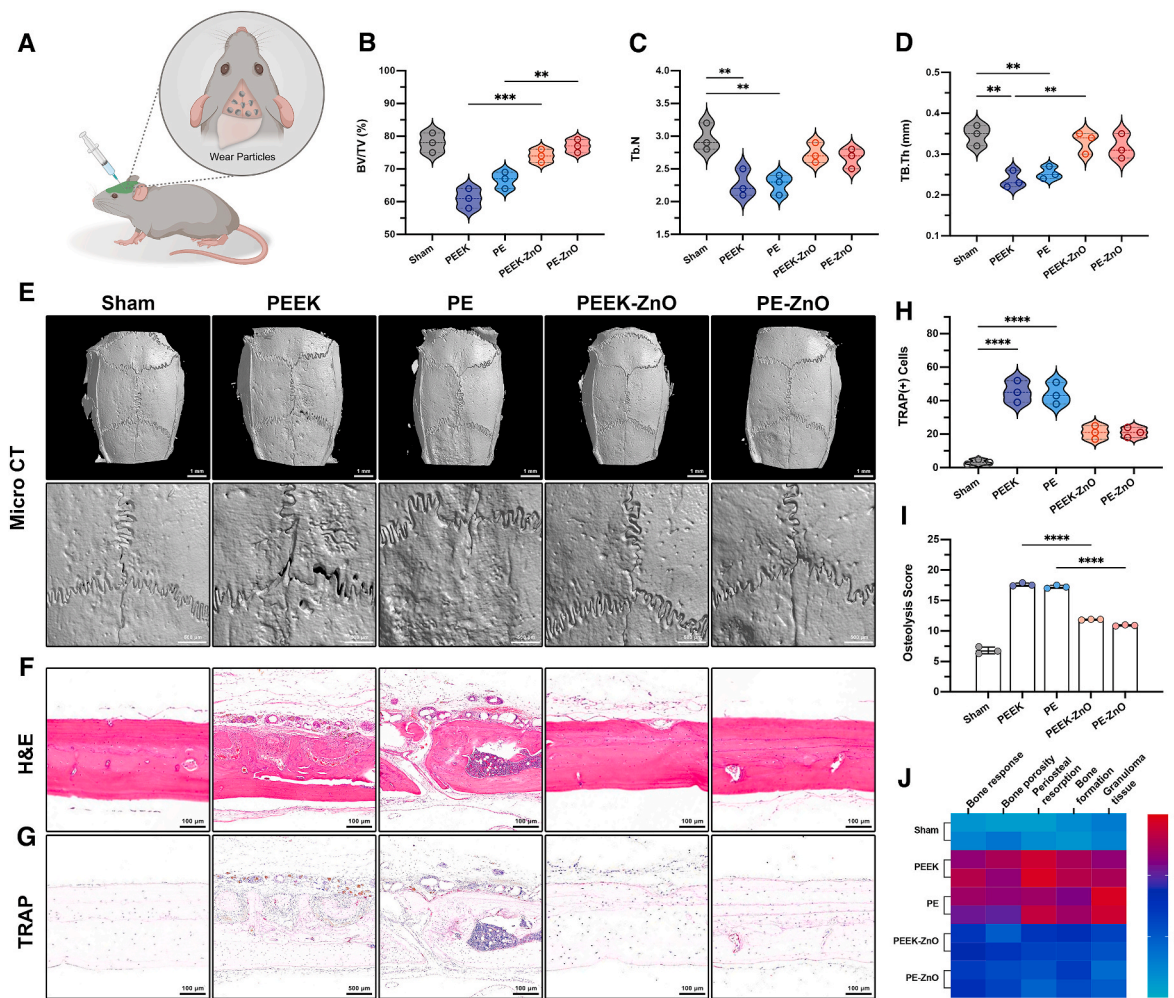 A
Wear Particles
B
BV/TV (%)
100
90
80
70
60
50
Sham
PEEK
PE
PEEK-ZnO
PE-ZnO
***
**
C
Tb.N
4.0
3.5
3.0
2.5
2.0
1.5
Sham
PEEK
PE
PEEK-ZnO
PE-ZnO
**
**
D
TB.Th (mm)
0.5
0.4
0.3
0.2
0.1
Sham
PEEK
PE
PEEK-ZnO
PE-ZnO
**
**
**
E
Sham
PEEK
PE
PEEK-ZnO
PE-ZnO
Micro CT
1 mm
1 mm
1 mm
1 mm
1 mm
F
H&E
100 μm
500 μm
100 μm
100 μm
100 μm
G
TRAP
100 μm
500 μm
100 μm
100 μm
100 μm
H
TRAP(+) Cells
80
60
40
20
0
Sham
PEEK
PE
PEEK-ZnO
PE-ZnO
****
****
I
Osteolysis Score
25
20
15
10
5
0
Sham
PEEK
PE
PEEK-ZnO
PE-ZnO
****
****
J
Bone response
Bone porosity
Periosteal
resorption
Bone
formation
Granuloma
tissue
Sham
PEEK
PE
PEEK-ZnO
PE-ZnO